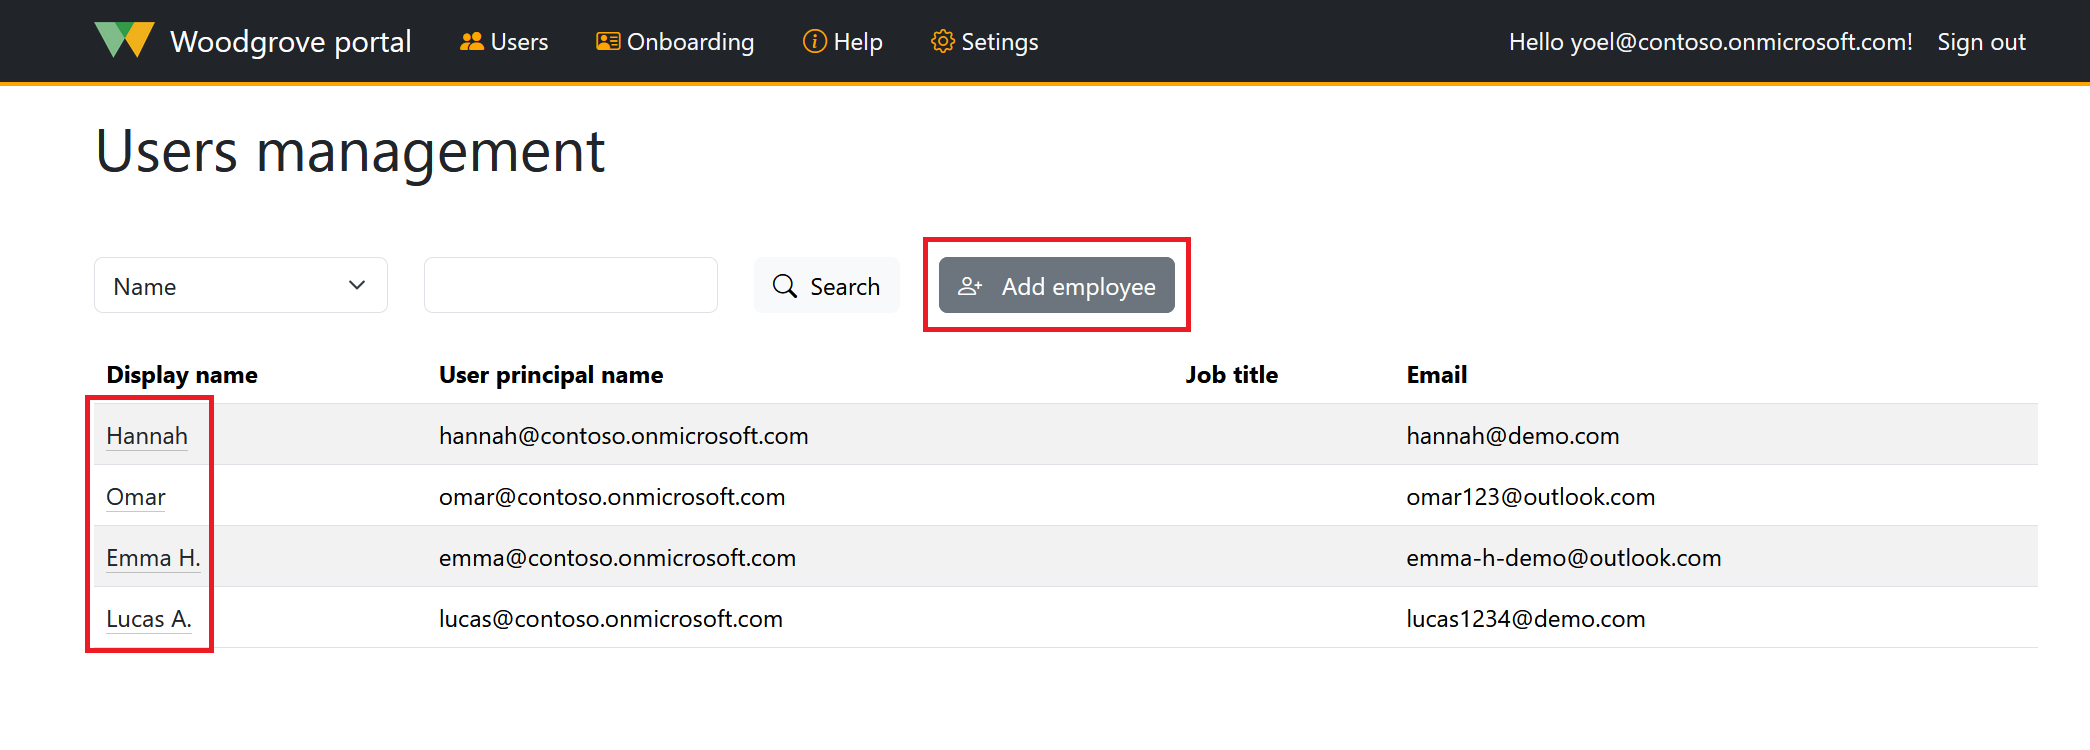 Woodgrove portal Users Onboarding Help Setings Hello yoel@contoso.onmicrosoft.com! Sign out
Users management
Name Search Add employee
Display name User principal name Job title Email
Hannah hannah@contoso.onmicrosoft.com hannah@demo.com
Omar omar@contoso.onmicrosoft.com omar123@outlook.com
Emma H. emma@contoso.onmicrosoft.com emma-h-demo@outlook.com
Lucas A. lucas@contoso.onmicrosoft.com lucas1234@demo.com